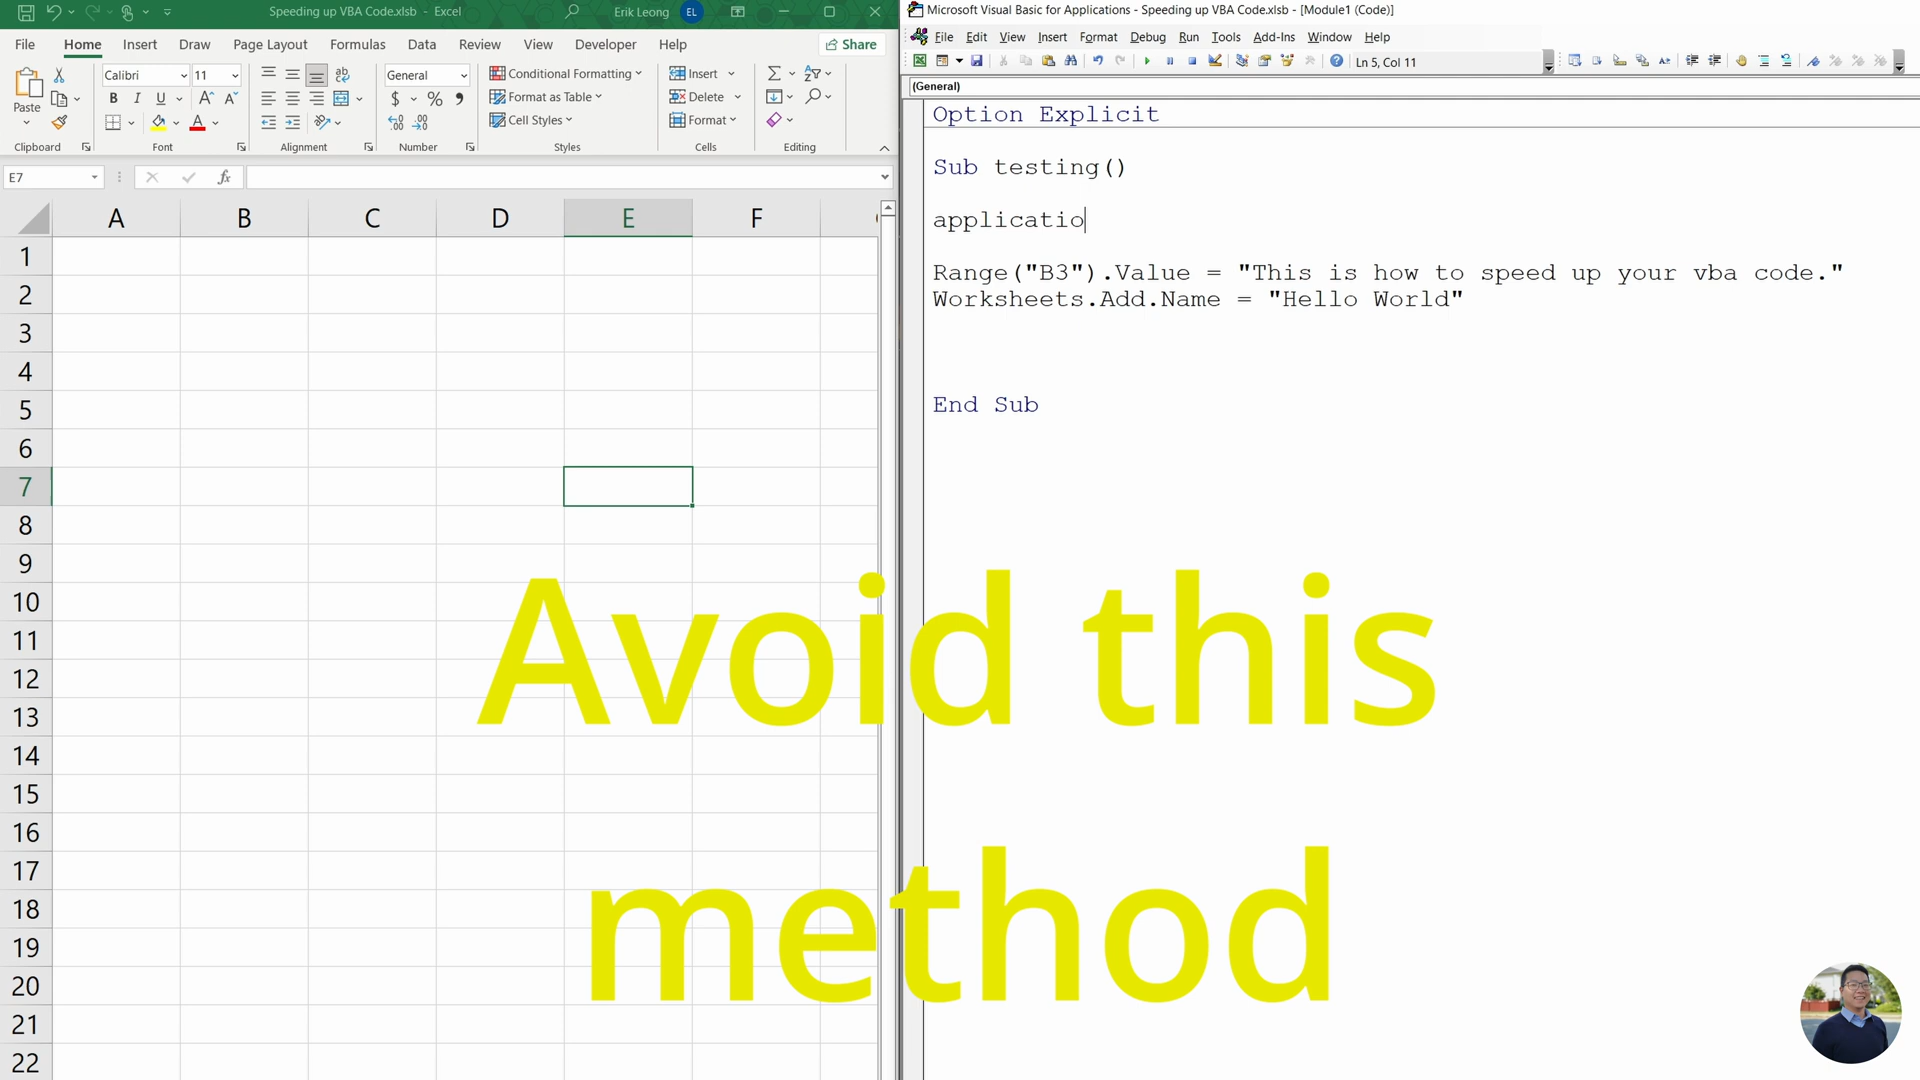 Speeding up VBA Code.xlsb - Excel
Erik Leong
EL
File Home Insert Draw Page Layout Formulas Data Review View Developer Help Share
Paste
Calibri 11
B I U A A
ab
General
$ % 9
Conditional Formatting
Format as Table
Cell Styles
Insert
Delete
Format
Clipboard Font Alignment Number Styles Cells Editing
E7
fx
A B C D E F
1
2
3
4
5
6
7
8
9
10
11
12
13
14
15
16
17
18
19
20
21
22
Microsoft Visual Basic for Applications - Speeding up VBA Code.xlsb - [Module1 (Code)]
File Edit View Insert Format Debug Run Tools Add-Ins Window Help
Ln 5, Col 11
(General)
Option Explicit
Sub testing()
applicatio
Range("B3").Value = "This is how to speed up your vba code."
Worksheets.Add.Name = "Hello World"
End Sub
Avoid this
method